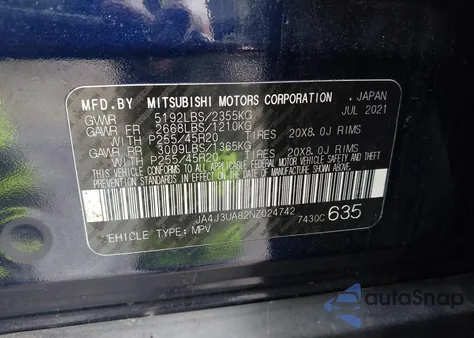 MFD.BY MITSUBISHI MOTORS CORPORATION , JAPAN
GVWR 5192LBS/2355KG JUL 2021
GAWR FR 2668LBS/1210KG
WITH P255/45R20 TIRES 20X8.0J RIMS
GAWR RR 3009LBS/1365KG
WITH P255/45R20 TIRES 20X8.0J RIMS
THIS VEHICLE CONFORMS TO ALL APPLICABLE FEDERAL MOTOR
VEHICLE SAFETY
AND THEFT PREVENTION STANDARDS IN EFFECT ON THE DATE OF
MANUFACTURE SHOWN ABOVE.
JA4J3UA82NZ024742 7430C 635
VEHICLE TYPE: MPV
autoSnap